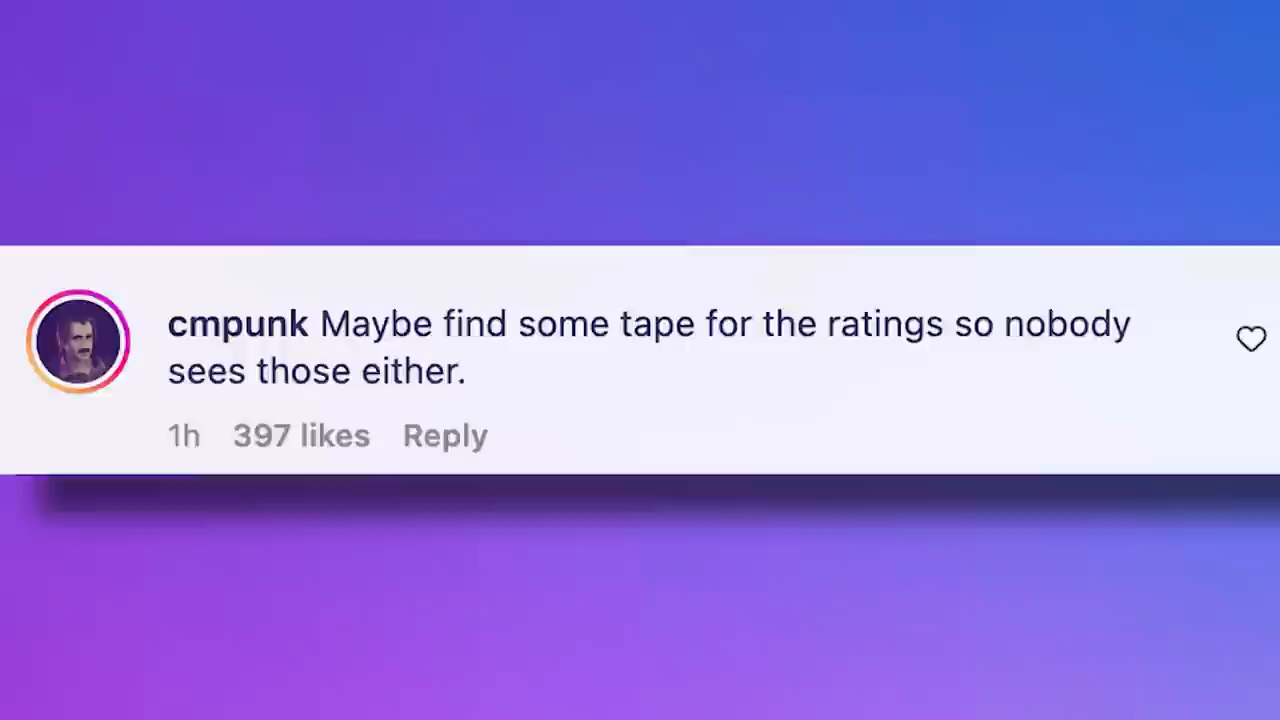 cmpunk Maybe find some tape for the ratings so nobody
sees those either.
1h 397 likes Reply